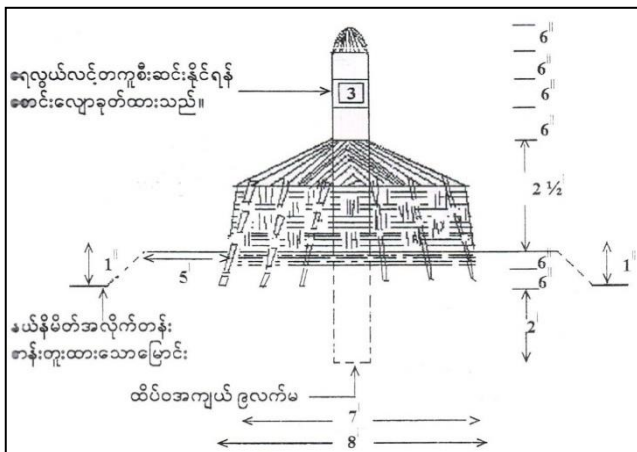 ရေလွယ်လင့်တကူစီးဆင်းနိုင်ရန်
စောင်းလျောခုတ်ထားသည်။
3
6"
6"
6"
6"
2 ½'
6"
6"
2'
1"
5'
1"
နယ်နိမိတ်အလိုက်တန်း
စာန်းတူးထားသောမြောင်း
ထိပ်ဝအကျယ် ၉လက်မ
7'
8'